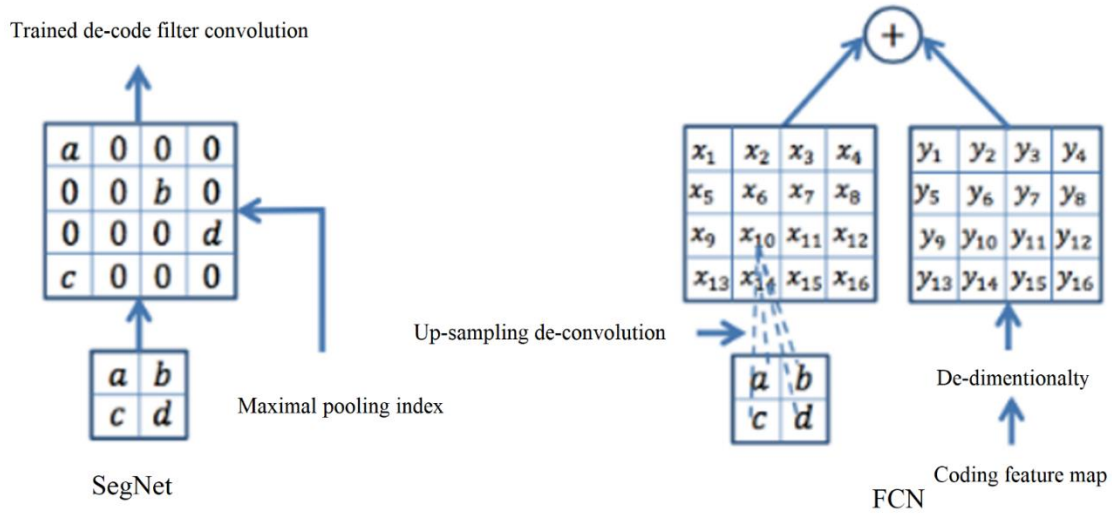 Trained de-code filter convolution
a 0 0 0
0 0 b 0
0 0 0 d
c 0 0 0
a b
c d
Maximal pooling index
SegNet
+
x₁ x₂ x₃ x₄
x₅ x₆ x₇ x₈
x₉ x₁₀ x₁₁ x₁₂
x₁₃ x₁₄ x₁₅ x₁₆
y₁ y₂ y₃ y₄
y₅ y₆ y₇ y₈
y₉ y₁₀ y₁₁ y₁₂
y₁₃ y₁₄ y₁₅ y₁₆
Up-sampling de-convolution
a b
c d
De-dimentionalty
Coding feature map
FCN